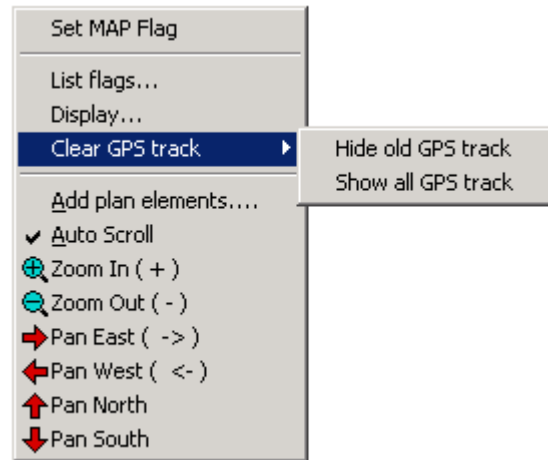 Set MAP Flag
List flags...
Display...
Clear GPS track
Hide old GPS track
Show all GPS track
Add plan elements....
Auto Scroll
Zoom In ( + )
Zoom Out ( - )
Pan East (  -> )
Pan West (  <- )
Pan North
Pan South